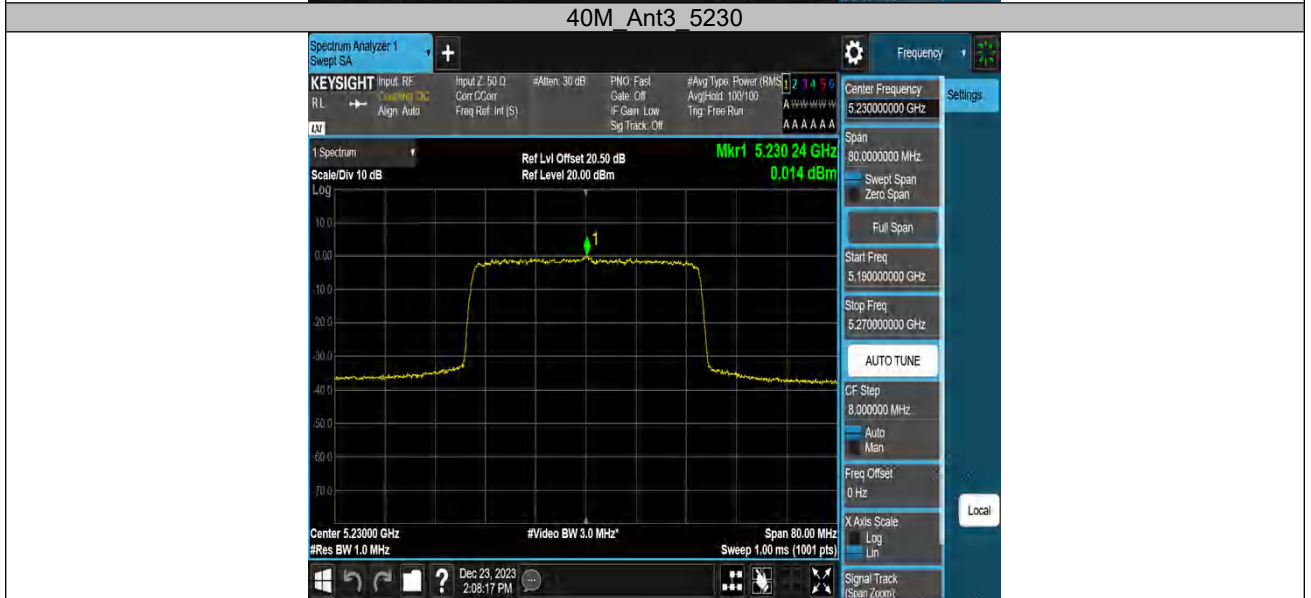 40M_Ant3_5230
Spectrum Analyzer 1
Swept SA
+
Frequency
KEYSIGHT Input: RF
RL
Coupling: DC
Align: Auto
LXI
Input Z: 50 Ω
Corr CCorr
Freq Ref: Int (S)
#Atten: 30 dB
PNO: Fast
Gate: Off
IF Gain: Low
Sig Track: Off
#Avg Type: Power (RMS
Avg|Hold: 100/100
Trig: Free Run
1 2 3 4 5 6
A W W W W W
A A A A A A
1 Spectrum
Scale/Div 10 dB
Log
Ref Lvl Offset 20.50 dB
Ref Level 20.00 dBm
Mkr1 5.230 24 GHz
0.014 dBm
1
10.0
0.00
-10.0
-20.0
-30.0
-40.0
-50.0
-60.0
-70.0
Center 5.23000 GHz
#Res BW 1.0 MHz
#Video BW 3.0 MHz*
Span 80.00 MHz
Sweep 1.00 ms (1001 pts)
Dec 23, 2023
2:08:17 PM
Center Frequency
5.230000000 GHz
Settings
Span
80.0000000 MHz
Swept Span
Zero Span
Full Span
Start Freq
5.190000000 GHz
Stop Freq
5.270000000 GHz
AUTO TUNE
CF Step
8.000000 MHz
Auto
Man
Freq Offset
0 Hz
X Axis Scale
Log
Lin
Local
Signal Track
(Span Zoom)